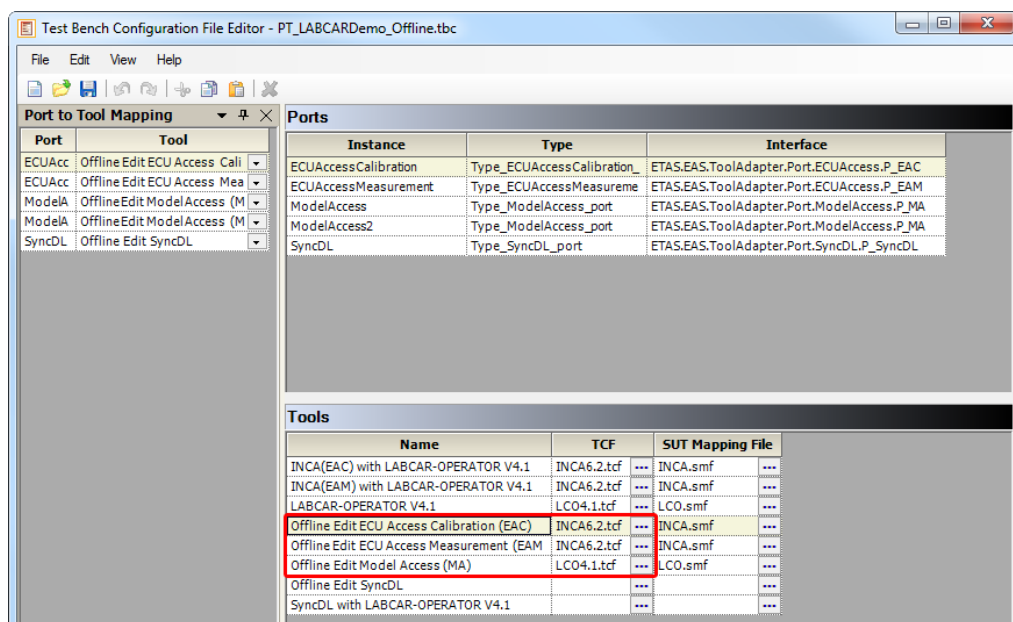 Test Bench Configuration File Editor - PT_LABCARDemo_Offline.tbc
File Edit View Help
Port to Tool Mapping
Port Tool
ECUAcc Offline Edit ECU Access Cali
ECUAcc Offline Edit ECU Access Mea
ModelA Offline Edit Model Access (M
ModelA Offline Edit Model Access (M
SyncDL Offline Edit SyncDL
Ports
Instance Type Interface
ECUAccessCalibration Type_ECUAccessCalibration_ ETAS.EAS.ToolAdapter.Port.ECUAccess.P_EAC
ECUAccessMeasurement Type_ECUAccessMeasureme ETAS.EAS.ToolAdapter.Port.ECUAccess.P_EAM
ModelAccess Type_ModelAccess_port ETAS.EAS.ToolAdapter.Port.ModelAccess.P_MA
ModelAccess2 Type_ModelAccess_port ETAS.EAS.ToolAdapter.Port.ModelAccess.P_MA
SyncDL Type_SyncDL_port ETAS.EAS.ToolAdapter.Port.SyncDL.P_SyncDL
Tools
Name TCF SUT Mapping File
INCA(EAC) with LABCAR-OPERATOR V4.1 INCA6.2.tcf ... INCA.smf ...
INCA(EAM) with LABCAR-OPERATOR V4.1 INCA6.2.tcf ... INCA.smf ...
LABCAR-OPERATOR V4.1 LCO4.1.tcf ... LCO.smf ...
Offline Edit ECU Access Calibration (EAC) INCA6.2.tcf ... INCA.smf ...
Offline Edit ECU Access Measurement (EAM INCA6.2.tcf ... INCA.smf ...
Offline Edit Model Access (MA) LCO4.1.tcf ... LCO.smf ...
Offline Edit SyncDL ... ...
SyncDL with LABCAR-OPERATOR V4.1 ... ...